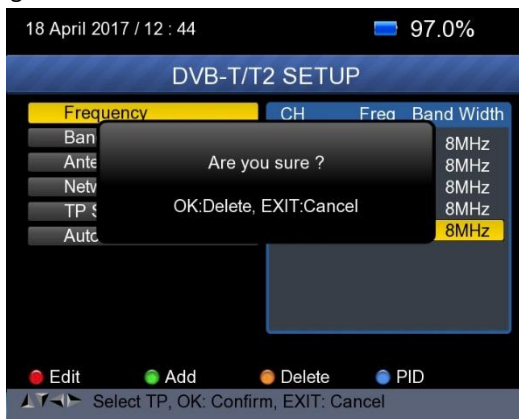 18 April 2017 / 12 : 44 97.0%
DVB-T/T2 SETUP
Frequency
CH Freq Band Width
8MHz
8MHz
8MHz
8MHz
8MHz
Are you sure ?
OK:Delete, EXIT:Cancel
Edit Add Delete PID
Select TP, OK: Confirm, EXIT: Cancel